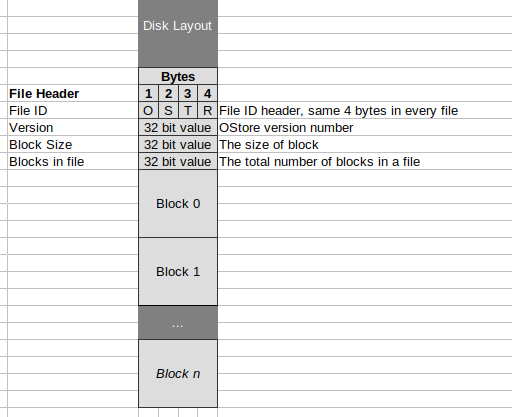 Disk Layout
Bytes
File Header 1 2 3 4
File ID O S T R File ID header, same 4 bytes in every file
Version 32 bit value OStore version number
Block Size 32 bit value The size of block
Blocks in file 32 bit value The total number of blocks in a file
Block 0
Block 1
...
Block n